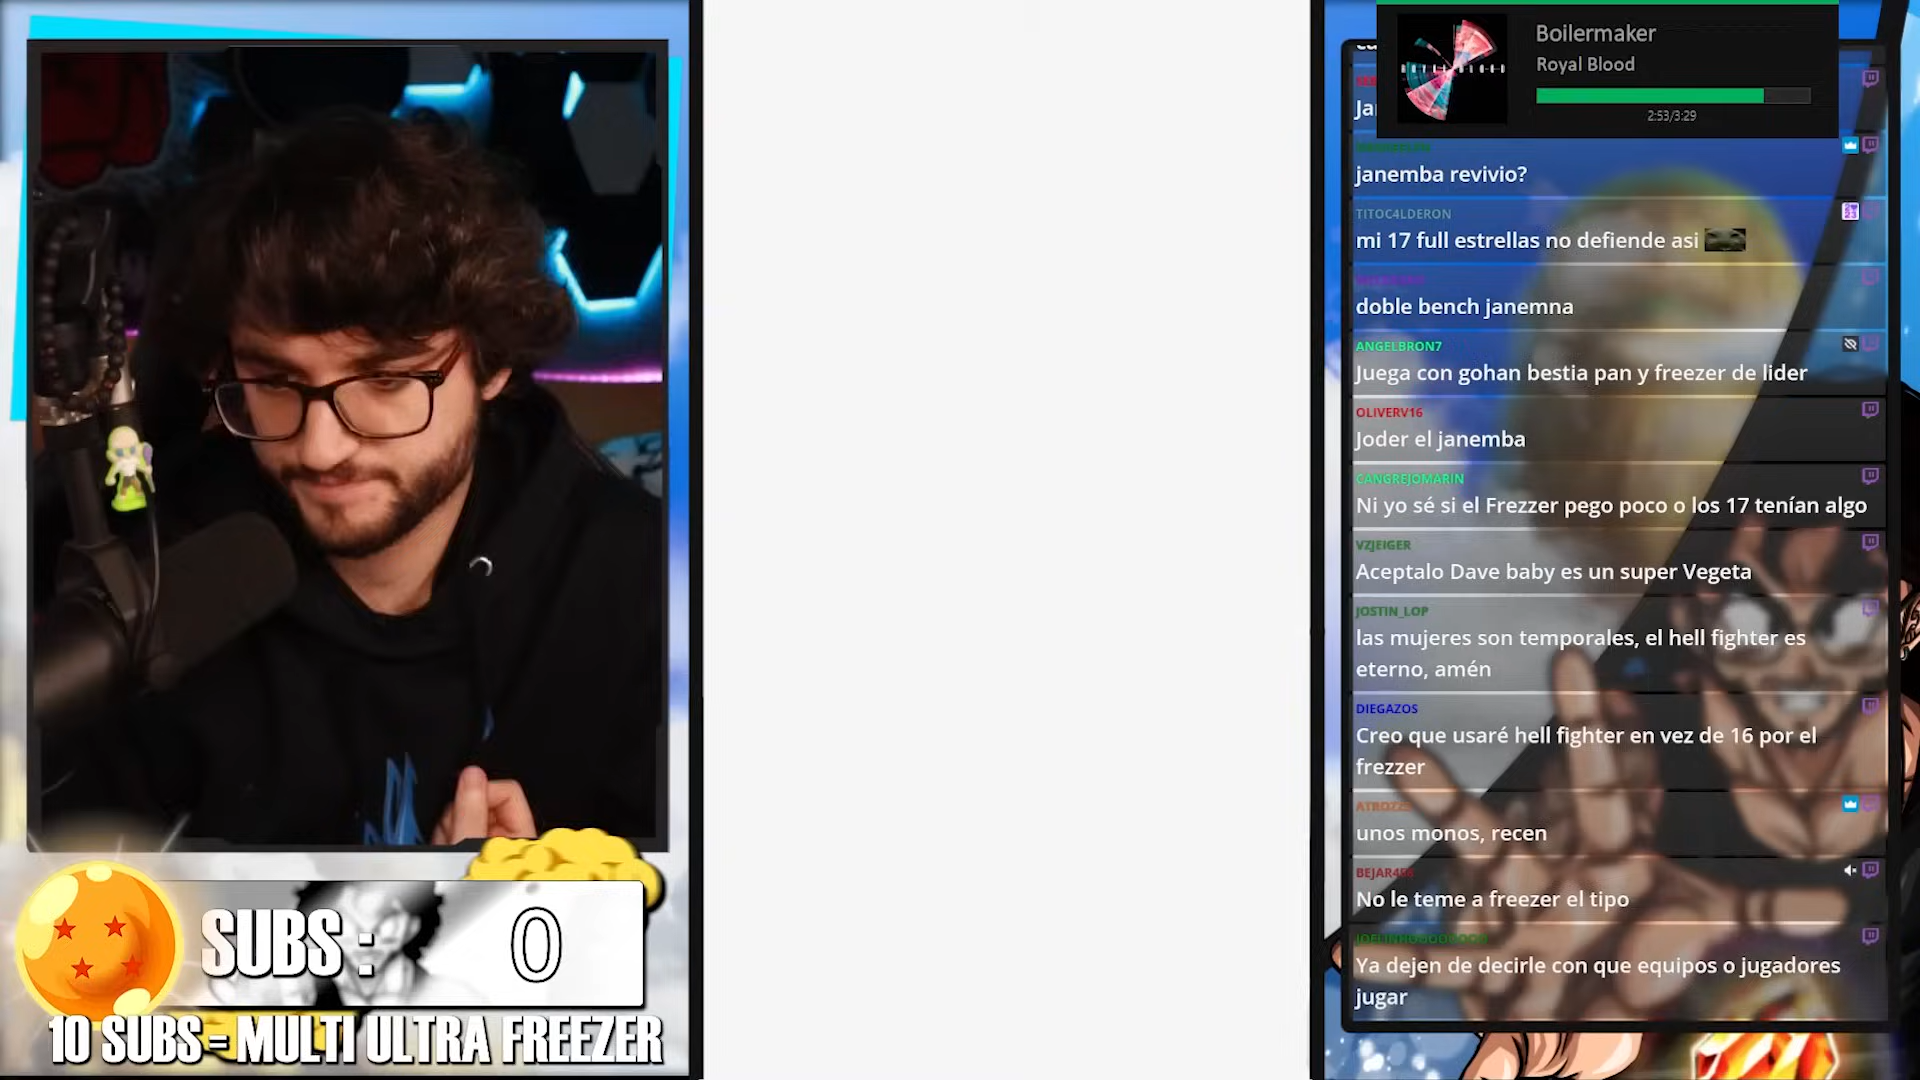 SUBS : 0
10 SUBS = MULTI ULTRA FREEZER
Boilermaker
Royal Blood
2:53/3:29
ROYAL BLOOD
Ja
janemba revivio?
TITOC4LDERON
mi 17 full estrellas no defiende asi
doble bench janemna
ANGELBRON7
Juega con gohan bestia pan y freezer de lider
OLIVERV16
Joder el janemba
CANGREJOMARIN
Ni yo sé si el Frezzer pego poco o los 17 tenían algo
VZJEIGER
Aceptalo Dave baby es un super Vegeta
JOSTIN_LOP
las mujeres son temporales, el hell fighter es
eterno, amén
DIEGAZOS
Creo que usaré hell fighter en vez de 16 por el
frezzer
unos monos, recen
No le teme a freezer el tipo
Ya dejen de decirle con que equipos o jugadores
jugar